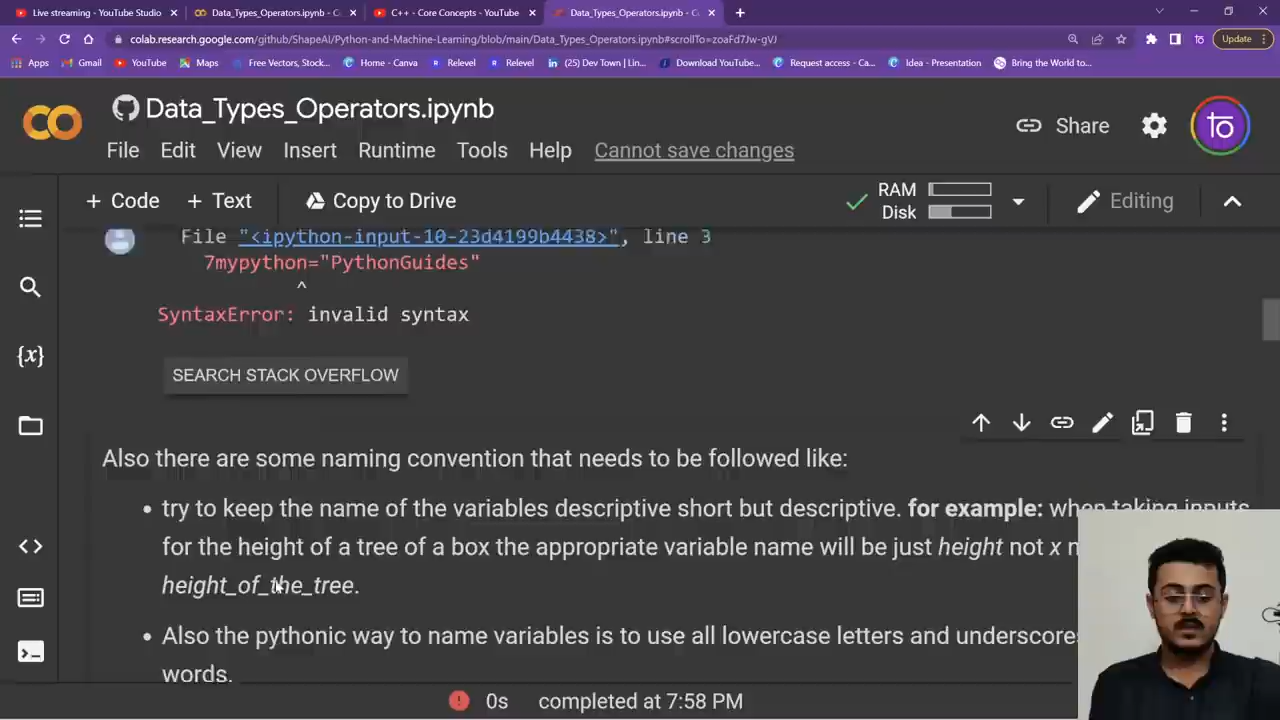 Live streaming - YouTube Studio
Data_Types_Operators.ipynb - C
C++ - Core Concepts - YouTube
Data_Types_Operators.ipynb - C
colab.research.google.com/github/ShapeAI/Python-and-Machine-Learning/blob/main/Data_Types_Operators.ipynb#scrollTo=zoaFd7Jw-gVJ
Update
Apps Gmail YouTube Maps Free Vectors, Stock... Home - Canva Relevel Relevel (25) Dev Town | Lin... Download YouTube... Request access - Ca... Idea - Presentation Bring the World to...
Data_Types_Operators.ipynb
Share
File Edit View Insert Runtime Tools Help Cannot save changes
+ Code + Text Copy to Drive
RAM
Disk
Editing
File "<ipython-input-10-23d4199b4438>", line 3
7mypython="PythonGuides"
^
SyntaxError: invalid syntax
SEARCH STACK OVERFLOW
Also there are some naming convention that needs to be followed like:
• try to keep the name of the variables descriptive short but descriptive. for example: when taking inputs
for the height of a tree of a box the appropriate variable name will be just height not x
height_of_the_tree.
• Also the pythonic way to name variables is to use all lowercase letters and underscores
words.
0s completed at 7:58 PM